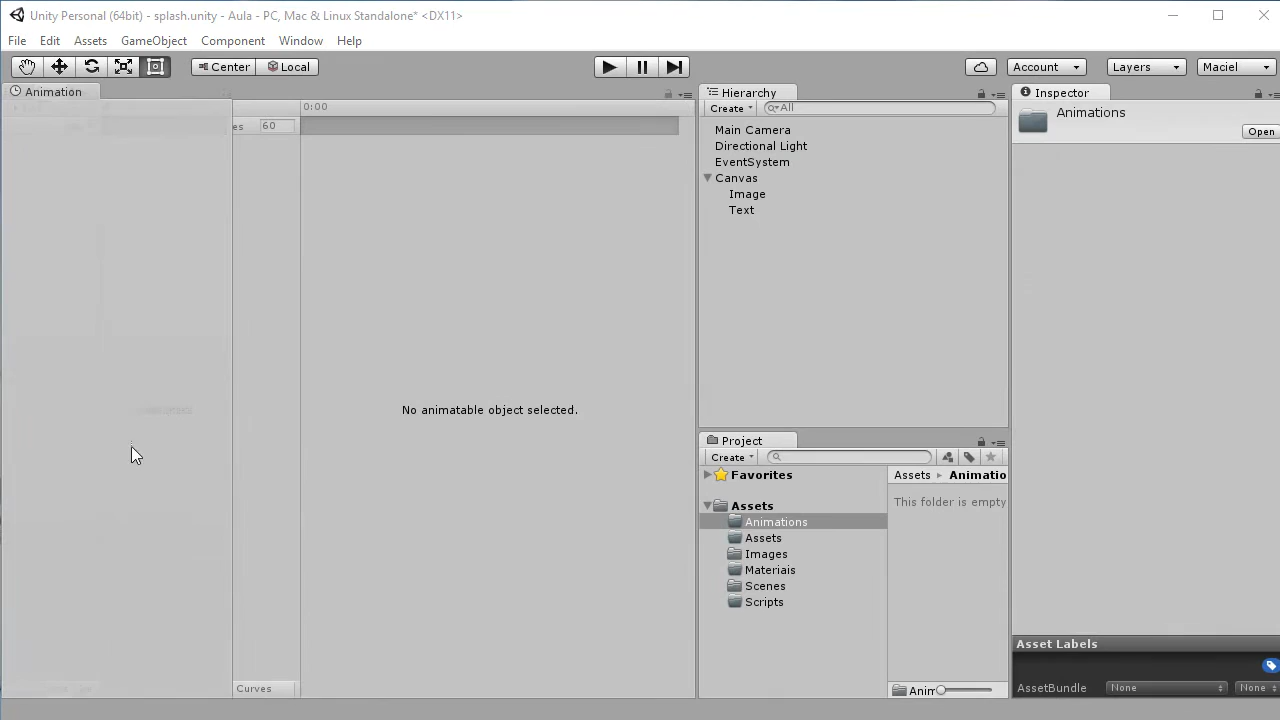 Unity Personal (64bit) - splash.unity - Aula - PC, Mac & Linux Standalone* <DX11>
File Edit Assets GameObject Component Window Help
Center Local Account Layers Maciel
Animation
0:00
es 60
No animatable object selected.
Curves
Hierarchy
Create All
Main Camera
Directional Light
EventSystem
Canvas
Image
Text
Project
Create
Favorites
Assets
Animations
Assets
Images
Materiais
Scenes
Scripts
Assets Animatio
This folder is empty
Anim
Inspector
Animations
Open
Asset Labels
AssetBundle None None